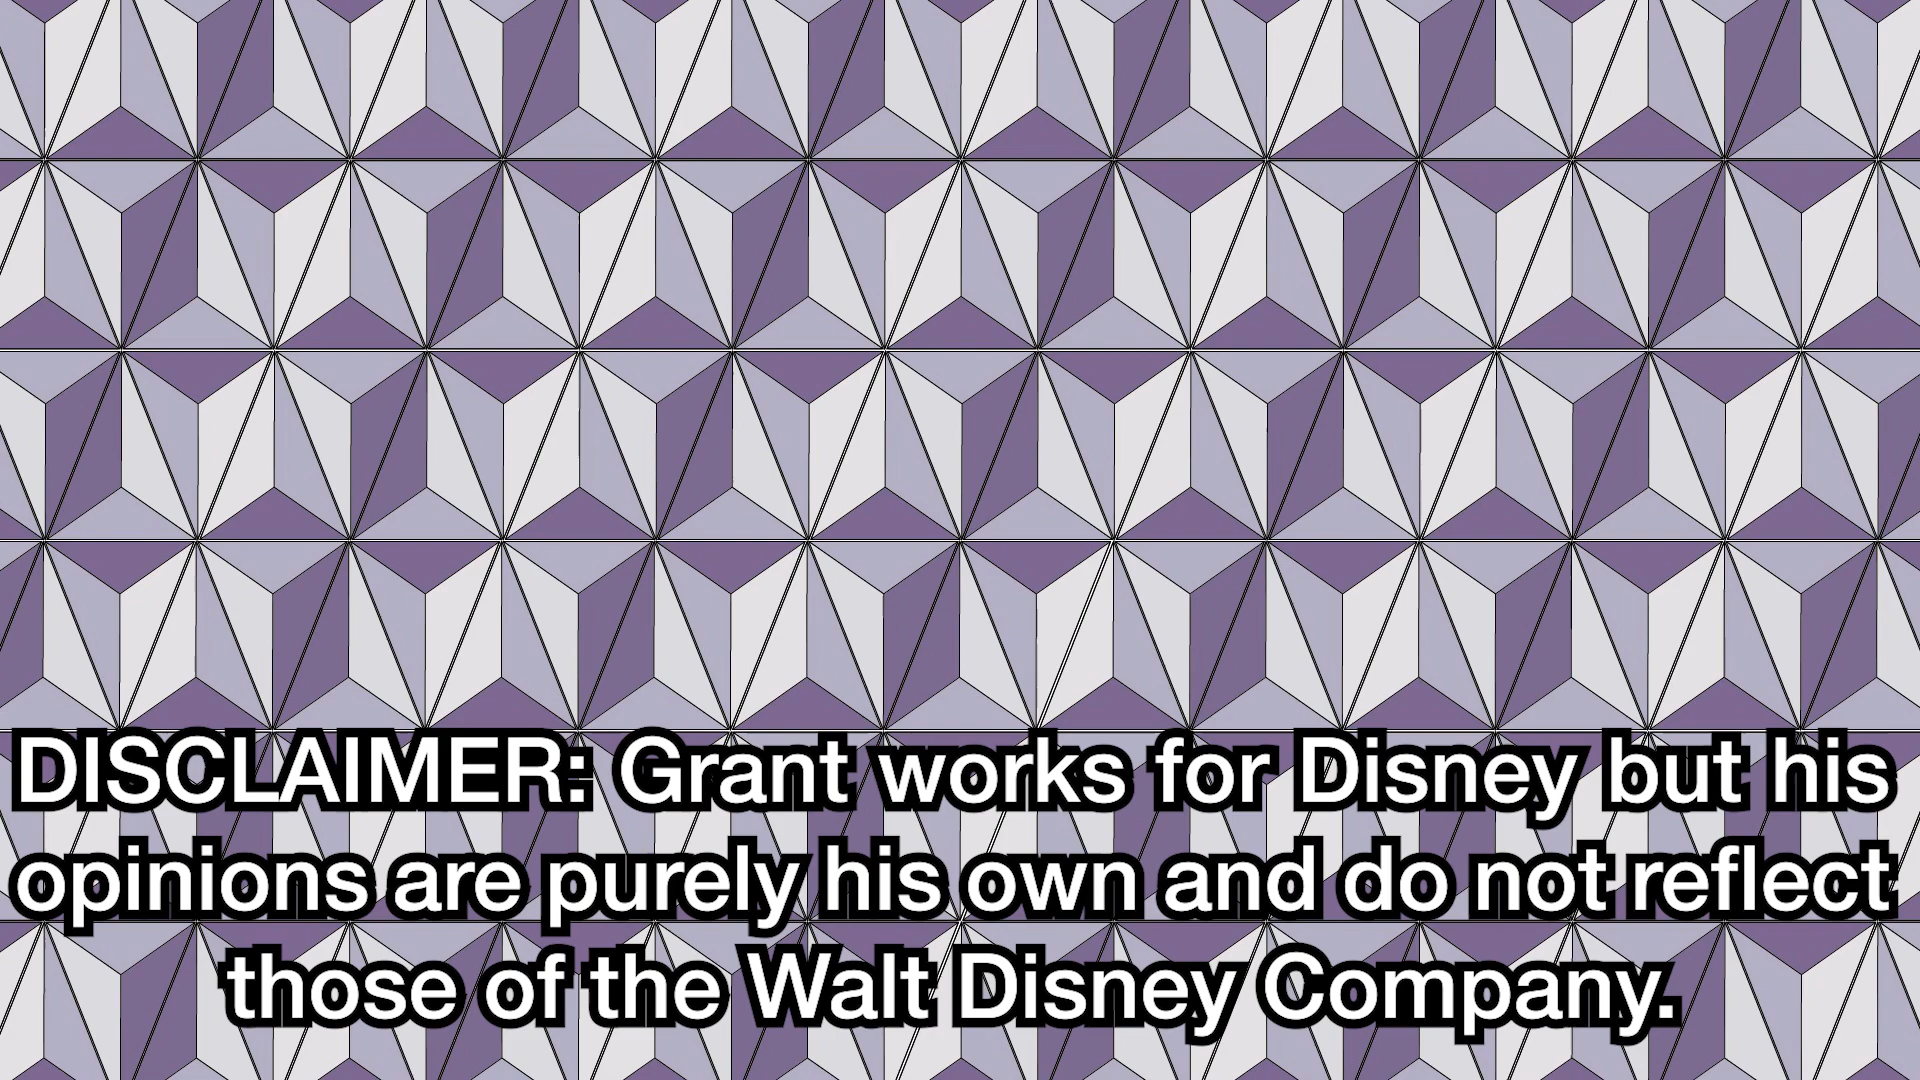 DISCLAIMER: Grant works for Disney but his
opinions are purely his own and do not reflect
those of the Walt Disney Company.